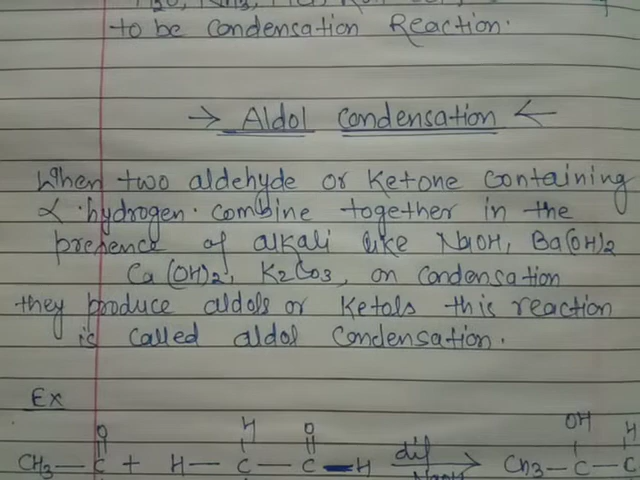 to be Condensation Reaction.
→ Aldol Condensation ←
When two aldehyde or Ketone Containing
α·hydrogen· combine together in the
presence of alkali like NaOH, Ba(OH)2
Ca(OH)2, K2CO3, on Condensation
they produce aldols or Ketols this reaction
is called aldol Condensation.
Ex
O H O OH H
CH3 — C + H — C — C — H dil NaOH → CH3 — C — C